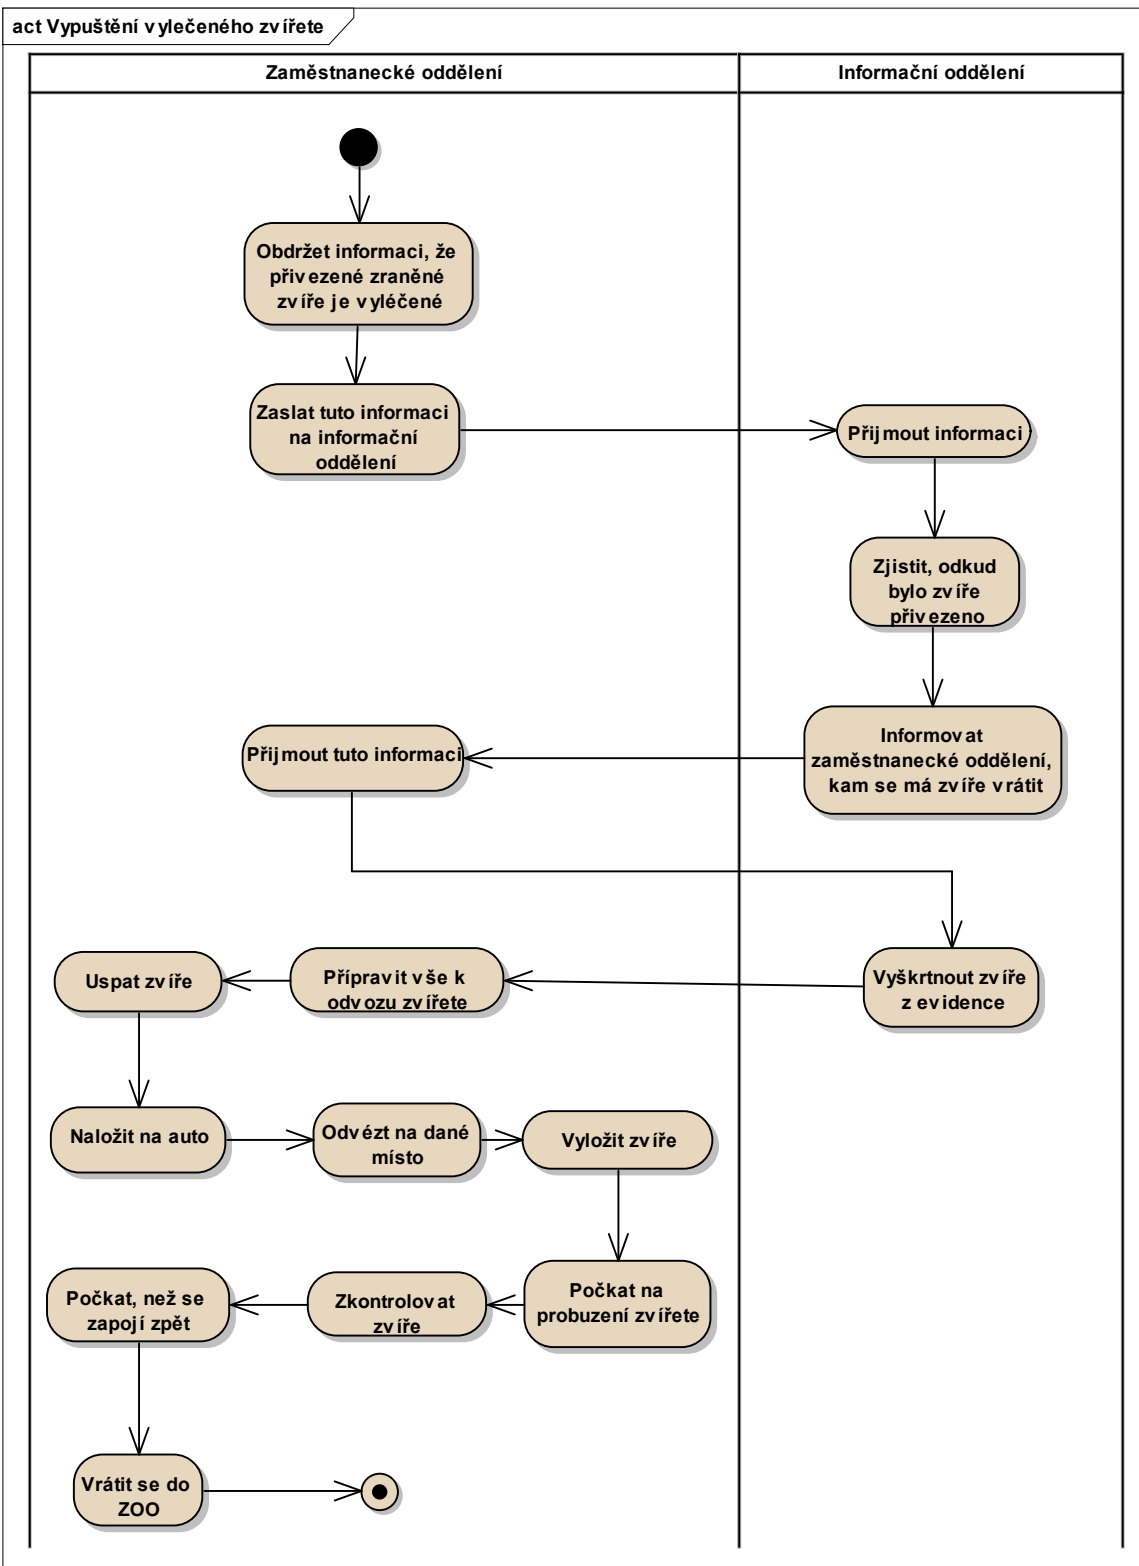 act Vypuštění vylečeného zvířete
Zaměstnanecké oddělení
Informační oddělení
Obdržet informaci, že
přivezené zraněné
zvíře je vyléčené
Zaslat tuto informaci
na informační
oddělení
Přijmout informaci
Zjistit, odkud
bylo zvíře
přivezeno
Informovat
zaměstnanecké oddělení,
kam se má zvíře vrátit
Přijmout tuto informaci
Vyškrtnout zvíře
z evidence
Přípravit vše k
odvozu zvířete
Uspat zvíře
Naložit na auto
Odvézt na dané
místo
Vyložit zvíře
Počkat na
probuzení zvířete
Zkontrolovat
zvíře
Počkat, než se
zapojí zpět
Vrátit se do
ZOO